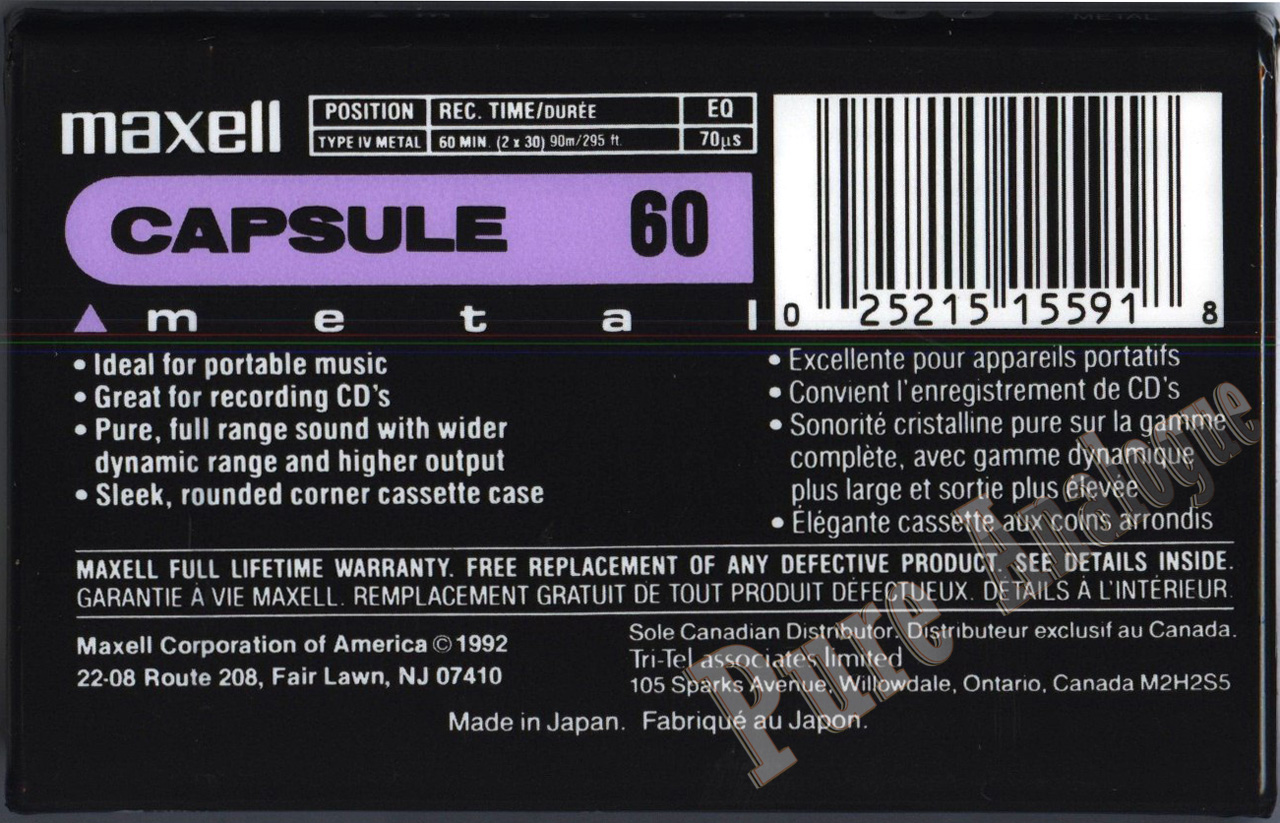 maxell
POSITION REC. TIME/DURÉE EQ
TYPE IV METAL 60 MIN. (2 x 30) 90m/295 ft. 70µs
CAPSULE 60
metal
0 25215 15591 8
• Ideal for portable music
• Great for recording CD's
• Pure, full range sound with wider
dynamic range and higher output
• Sleek, rounded corner cassette case
• Excellente pour appareils portatifs
• Convient l'enregistrement de CD's
• Sonorité cristalline pure sur la gamme
complète, avec gamme dynamique
plus large et sortie plus élevée
• Élégante cassette aux coins arrondis
MAXELL FULL LIFETIME WARRANTY. FREE REPLACEMENT OF ANY DEFECTIVE PRODUCT. SEE DETAILS INSIDE.
GARANTIE À VIE MAXELL. REMPLACEMENT GRATUIT DE TOUT PRODUIT DÉFECTUEUX. DÉTAILS À L'INTÉRIEUR.
Maxell Corporation of America © 1992
22-08 Route 208, Fair Lawn, NJ 07410
Sole Canadian Distributor. Distributeur exclusif au Canada.
Tri-Tel associates limited
105 Sparks Avenue, Willowdale, Ontario, Canada M2H2S5
Made in Japan. Fabriqué au Japon.
Pure Analogue